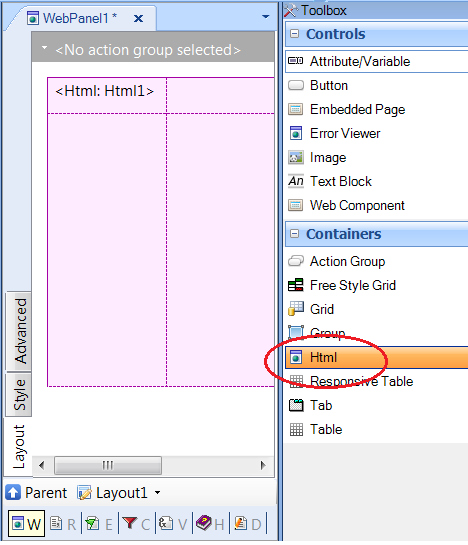 WebPanel1 *
<No action group selected>
<Html: Html1>
Advanced
Style
Layout
Parent
Layout1
W R E C V H D
Toolbox
Controls
Attribute/Variable
Button
Embedded Page
Error Viewer
Image
An Text Block
Web Component
Containers
Action Group
Free Style Grid
Grid
Group
Html
Responsive Table
Tab
Table